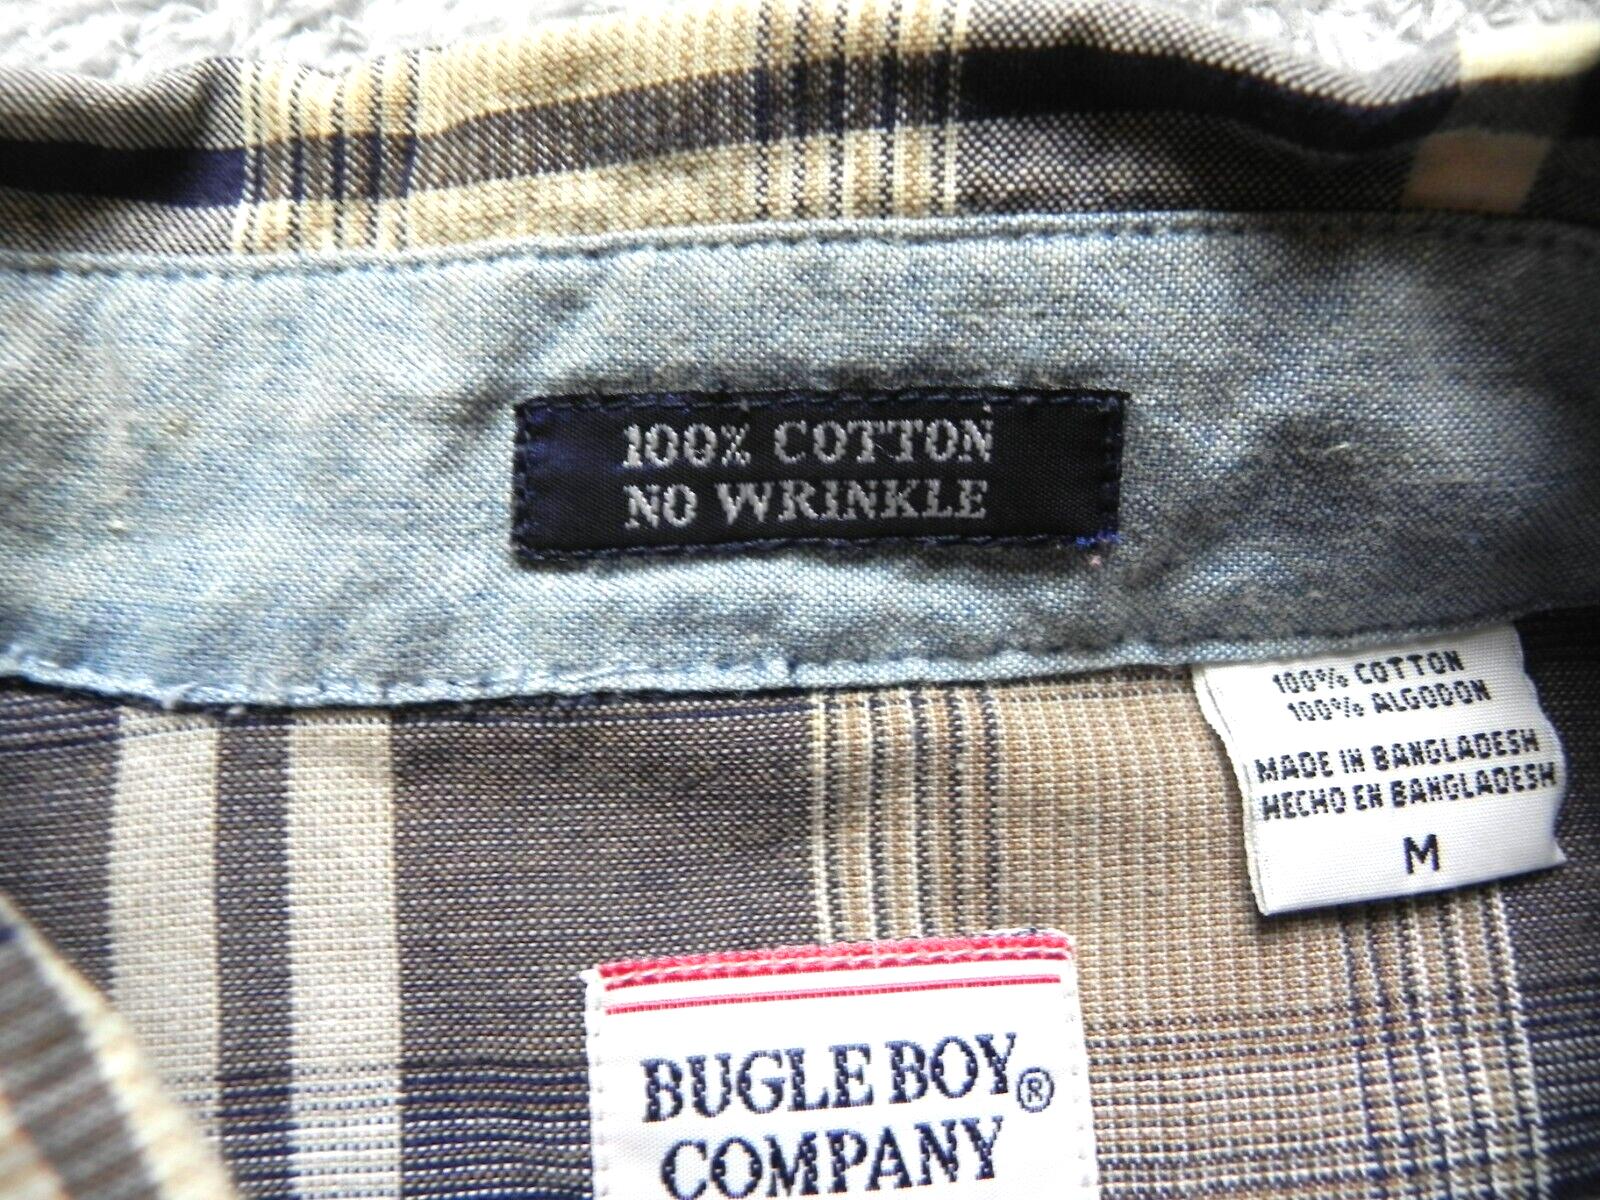 100% COTTON
NO WRINKLE
100% COTTON
100% ALGODON
MADE IN BANGLADESH
HECHO EN BANGLADESH
M
BUGLE BOY®
COMPANY